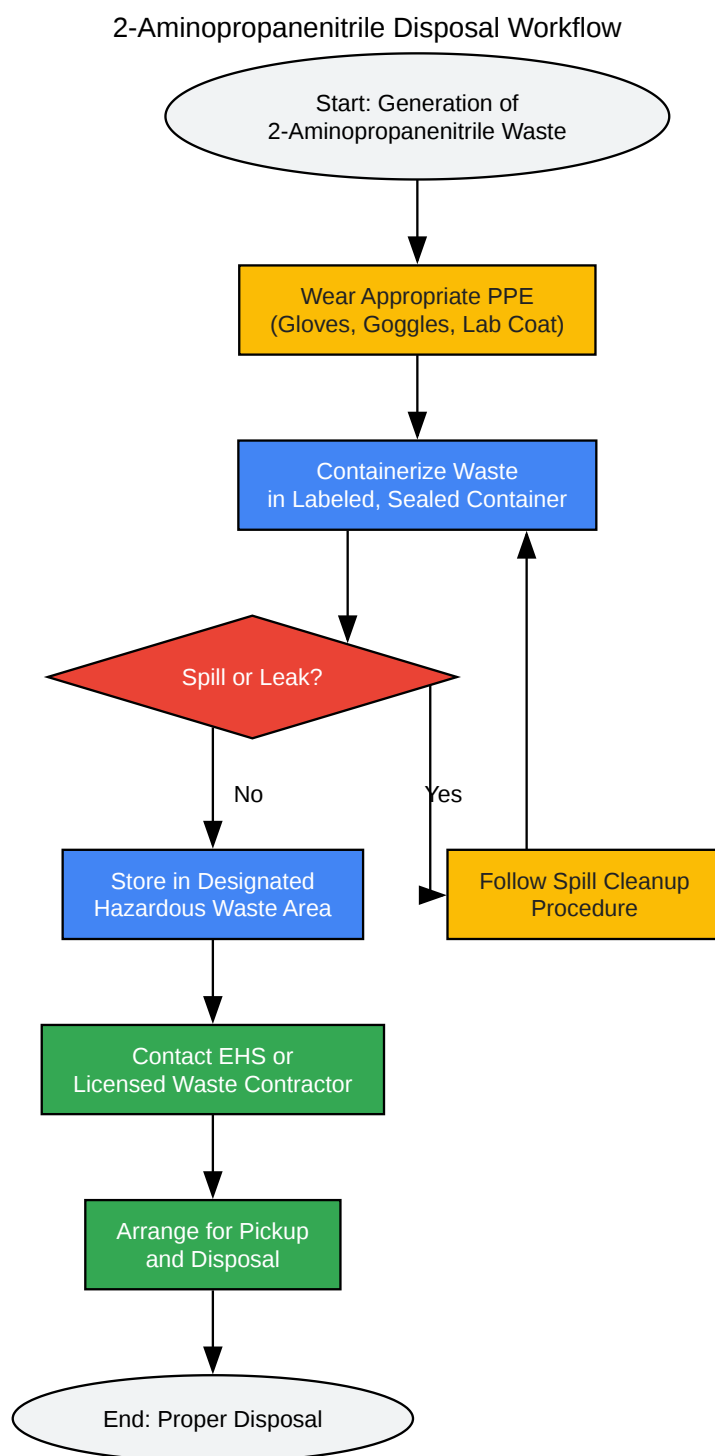 2-Aminopropanenitrile Disposal Workflow
Start: Generation of
2-Aminopropanenitrile Waste
Wear Appropriate PPE
(Gloves, Goggles, Lab Coat)
Containerize Waste
in Labeled, Sealed Container
Spill or Leak?
No
Yes
Store in Designated
Hazardous Waste Area
Follow Spill Cleanup
Procedure
Contact EHS or
Licensed Waste Contractor
Arrange for Pickup
and Disposal
End: Proper Disposal